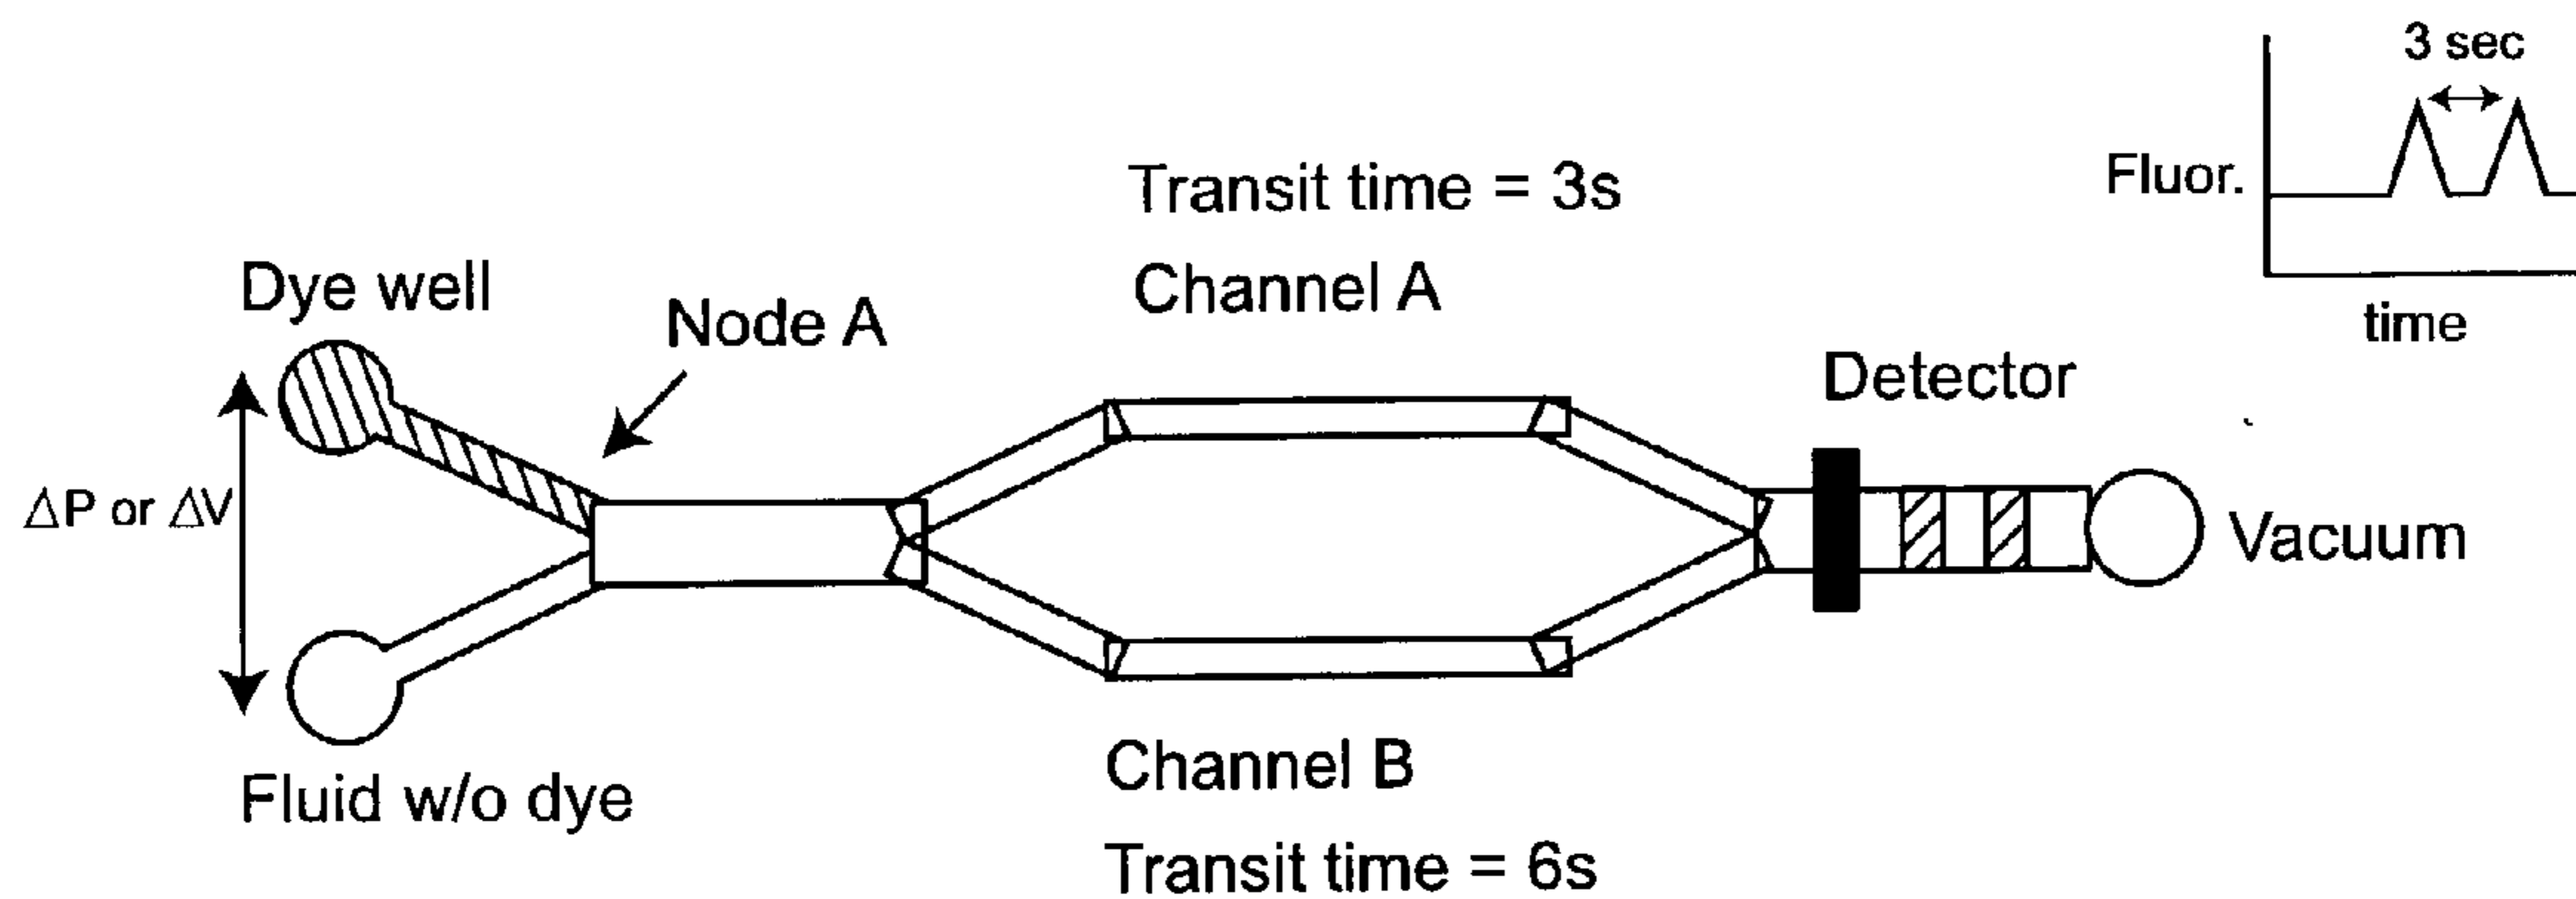 3 sec
Fluor.
time
Transit time = 3s
Channel A
Dye well
Node A
Detector
ΔP or ΔV
Vacuum
Fluid w/o dye
Channel B
Transit time = 6s